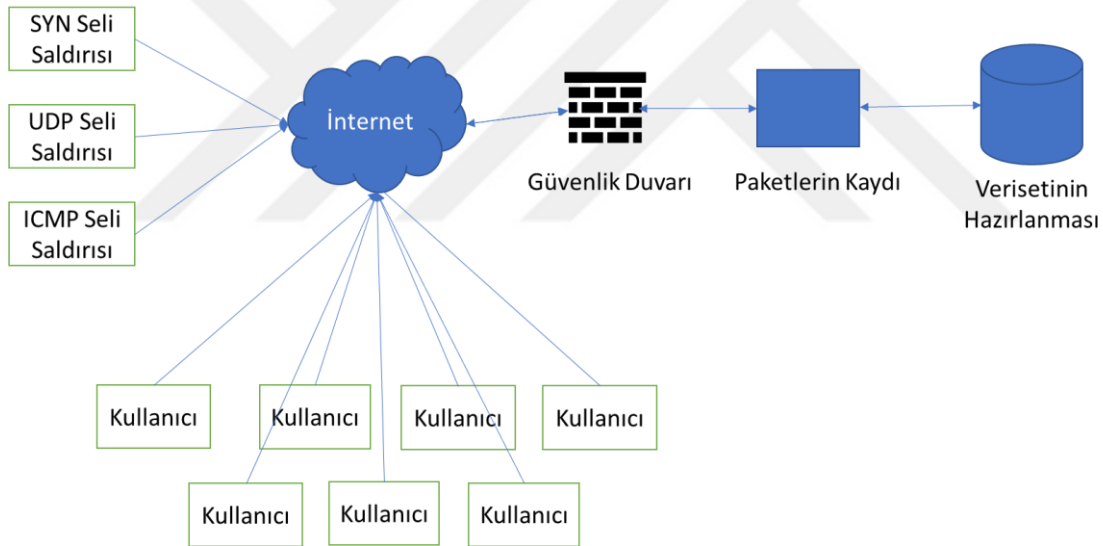 SYN Seli
Saldırısı
UDP Seli
Saldırısı
ICMP Seli
Saldırısı
İnternet
Güvenlik Duvarı
Paketlerin Kaydı
Verisetinin
Hazırlanması
Kullanıcı
Kullanıcı
Kullanıcı
Kullanıcı
Kullanıcı
Kullanıcı
Kullanıcı